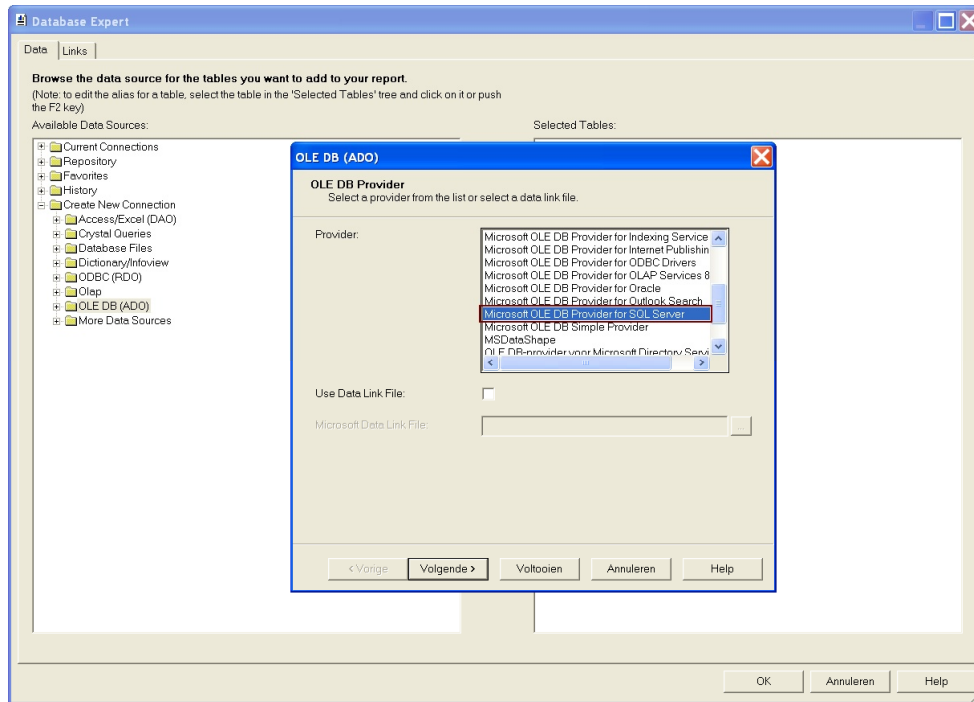 Database Expert
Data
Links
Browse the data source for the tables you want to add to your report.
(Note: to edit the alias for a table, select the table in the 'Selected Tables' tree and click on it or push
the F2 key)
Available Data Sources:
Selected Tables:
Current Connections
Repository
Favorites
History
Create New Connection
Access/Excel (DAO)
Crystal Queries
Database Files
Dictionary/Infoview
ODBC (RDO)
Olap
OLE DB (ADO)
More Data Sources
OLE DB (ADO)
OLE DB Provider
Select a provider from the list or select a data link file.
Provider:
Microsoft OLE DB Provider for Indexing Service
Microsoft OLE DB Provider for Internet Publishin
Microsoft OLE DB Provider for ODBC Drivers
Microsoft OLE DB Provider for OLAP Services 8
Microsoft OLE DB Provider for Oracle
Microsoft OLE DB Provider for Outlook Search
Microsoft OLE DB Provider for SQL Server
Microsoft OLE DB Simple Provider
MSDataShape
OLE DB-provider voor Microsoft Directory Servi
Use Data Link File:
Microsoft Data Link File:
...
< Vorige
Volgende >
Voltooien
Annuleren
Help
OK
Annuleren
Help